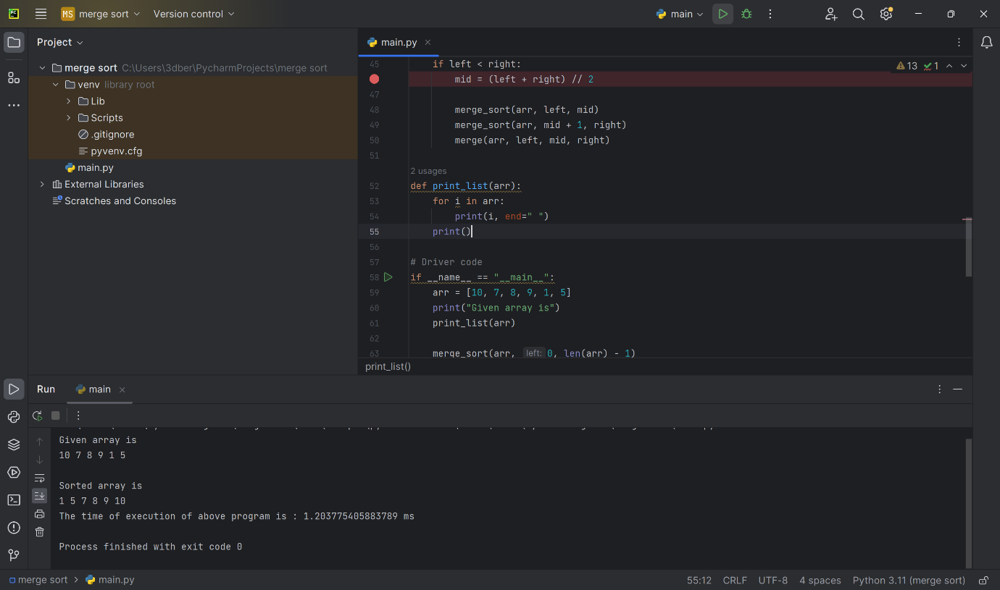 PC
MS merge sort Version control main
Project
main.py
merge sort C:\Users\3dber\PycharmProjects\merge sort
venv library root
Lib
Scripts
.gitignore
pyvenv.cfg
main.py
External Libraries
Scratches and Consoles
13 1
45 if left < right:
mid = (left + right) // 2
47
48 merge_sort(arr, left, mid)
49 merge_sort(arr, mid + 1, right)
50 merge(arr, left, mid, right)
51
2 usages
52 def print_list(arr):
53 for i in arr:
54 print(i, end=" ")
55 print()
56
57 # Driver code
58 if __name__ == "__main__":
59 arr = [10, 7, 8, 9, 1, 5]
60 print("Given array is")
61 print_list(arr)
62
63 merge_sort(arr, left: 0, len(arr) - 1)
print_list()
Run main
Given array is
10 7 8 9 1 5
Sorted array is
1 5 7 8 9 10
The time of execution of above program is : 1.203775405883789 ms
Process finished with exit code 0
merge sort > main.py 55:12 CRLF UTF-8 4 spaces Python 3.11 (merge sort)